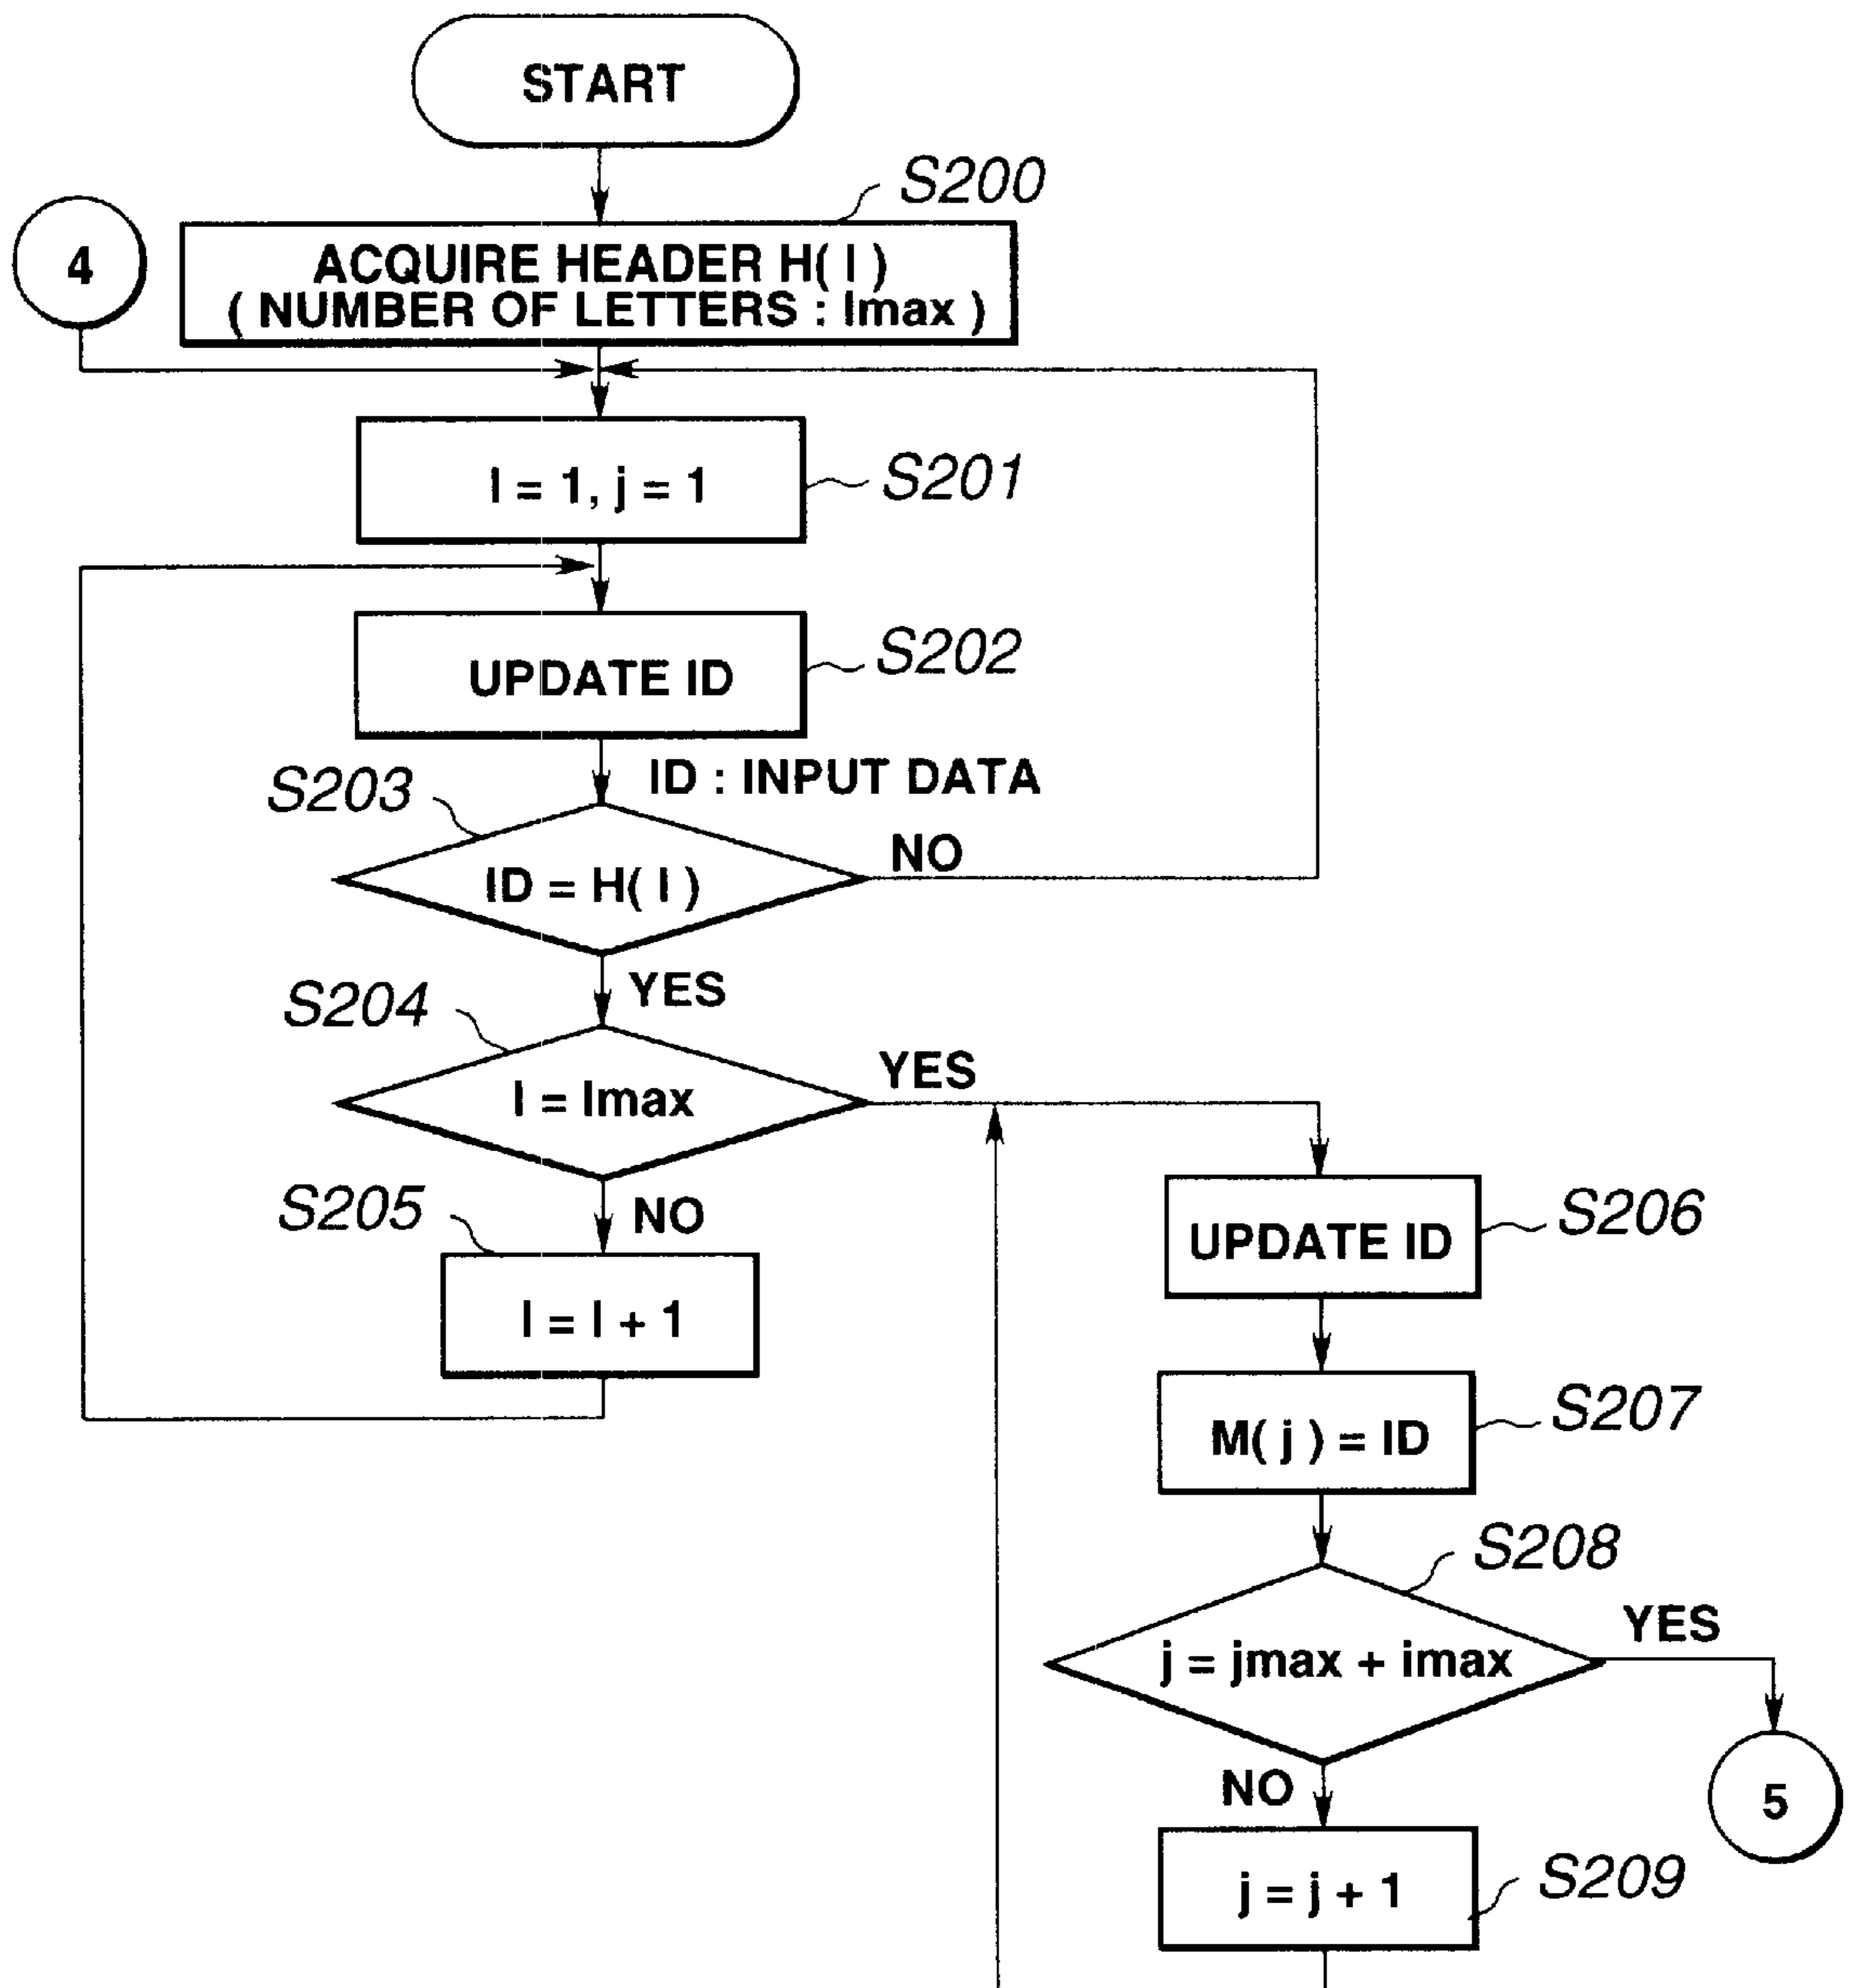 START
S200
4
ACQUIRE HEADER H( I )
( NUMBER OF LETTERS : Imax )
I = 1, j = 1
S201
UPDATE ID
S202
ID : INPUT DATA
S203
ID = H( I )
NO
YES
S204
I = Imax
YES
S205
NO
I = I + 1
UPDATE ID
S206
M( j ) = ID
S207
S208
j = jmax + imax
YES
NO
5
j = j + 1
S209